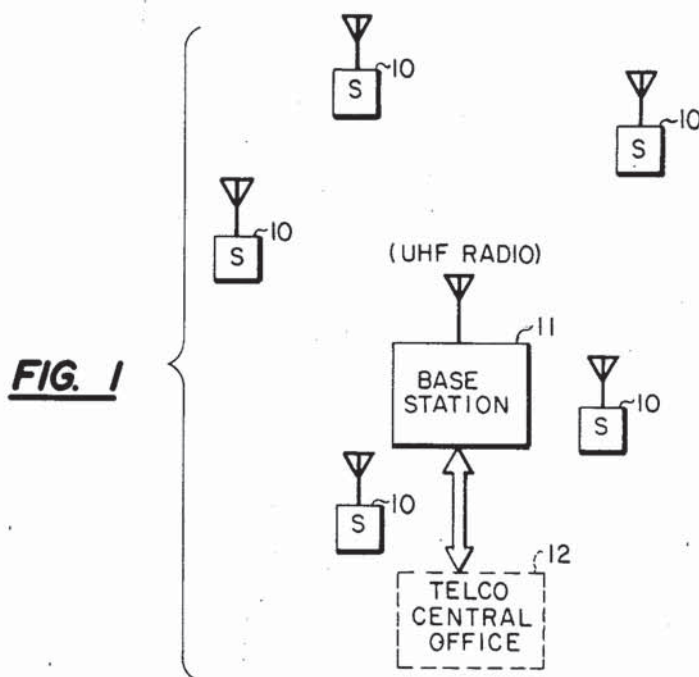 10
S
10
S
10
S
(UHF RADIO)
11
BASE
STATION
10
S
FIG. 1
10
S
12
TELCO
CENTRAL
OFFICE